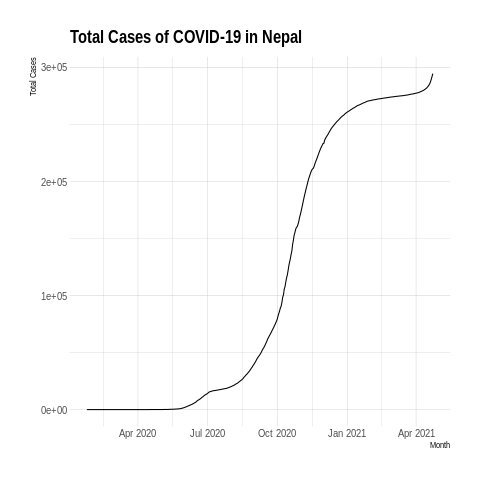 Total Cases of COVID-19 in Nepal
Total Cases
3e+05
2e+05
1e+05
0e+00
Apr 2020 Jul 2020 Oct 2020 Jan 2021 Apr 2021
Month